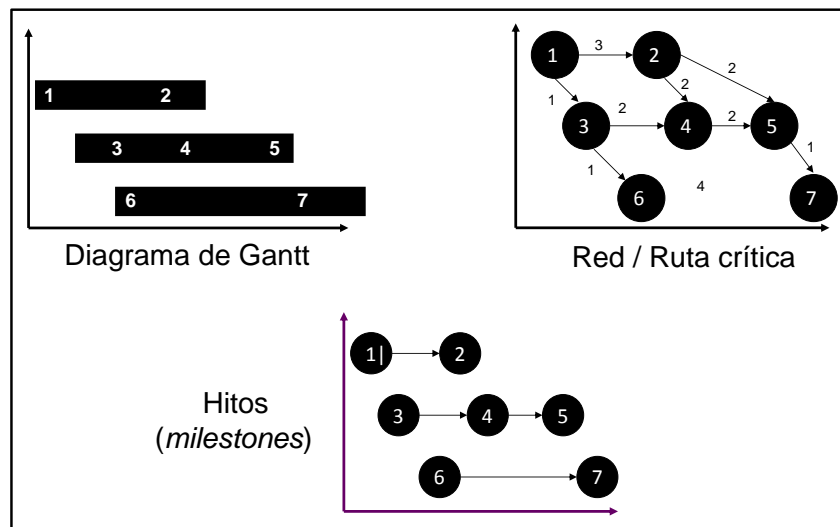 1 2
3 4 5
6 7
Diagrama de Gantt
1 3 2
1 2 2
3 2 4 2 5
1 1
6 4 7
Red / Ruta crítica
1| 2
3 4 5
6 7
Hitos
(milestones)